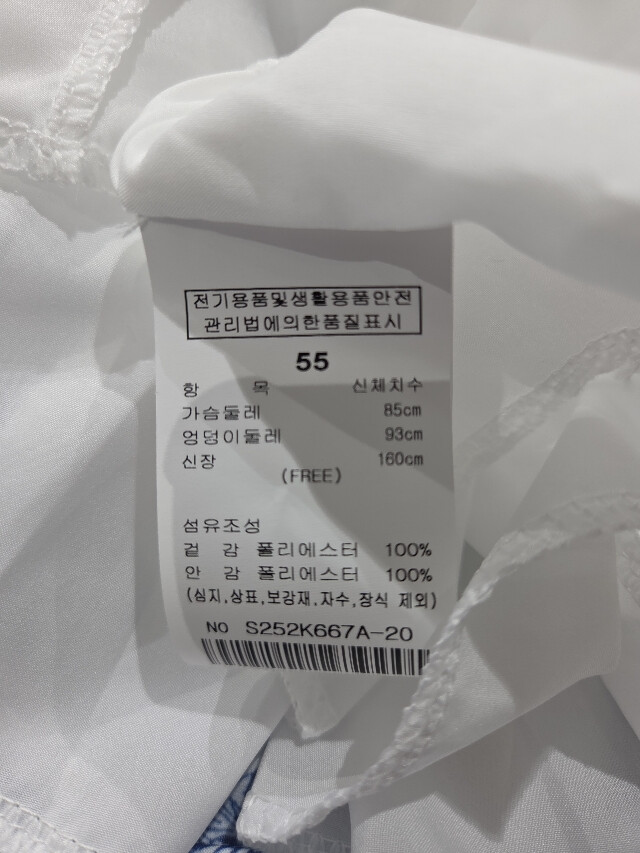 전기용품및생활용품안전
관리법에의한품질표시
55
항 목 신체치수
가슴둘레 85cm
엉덩이둘레 93cm
신장 160cm
(FREE)
섬유조성
겉 감 폴리에스터 100%
안 감 폴리에스터 100%
(심지,상표,보강재,자수,장식 제외)
NO S252K667A-20